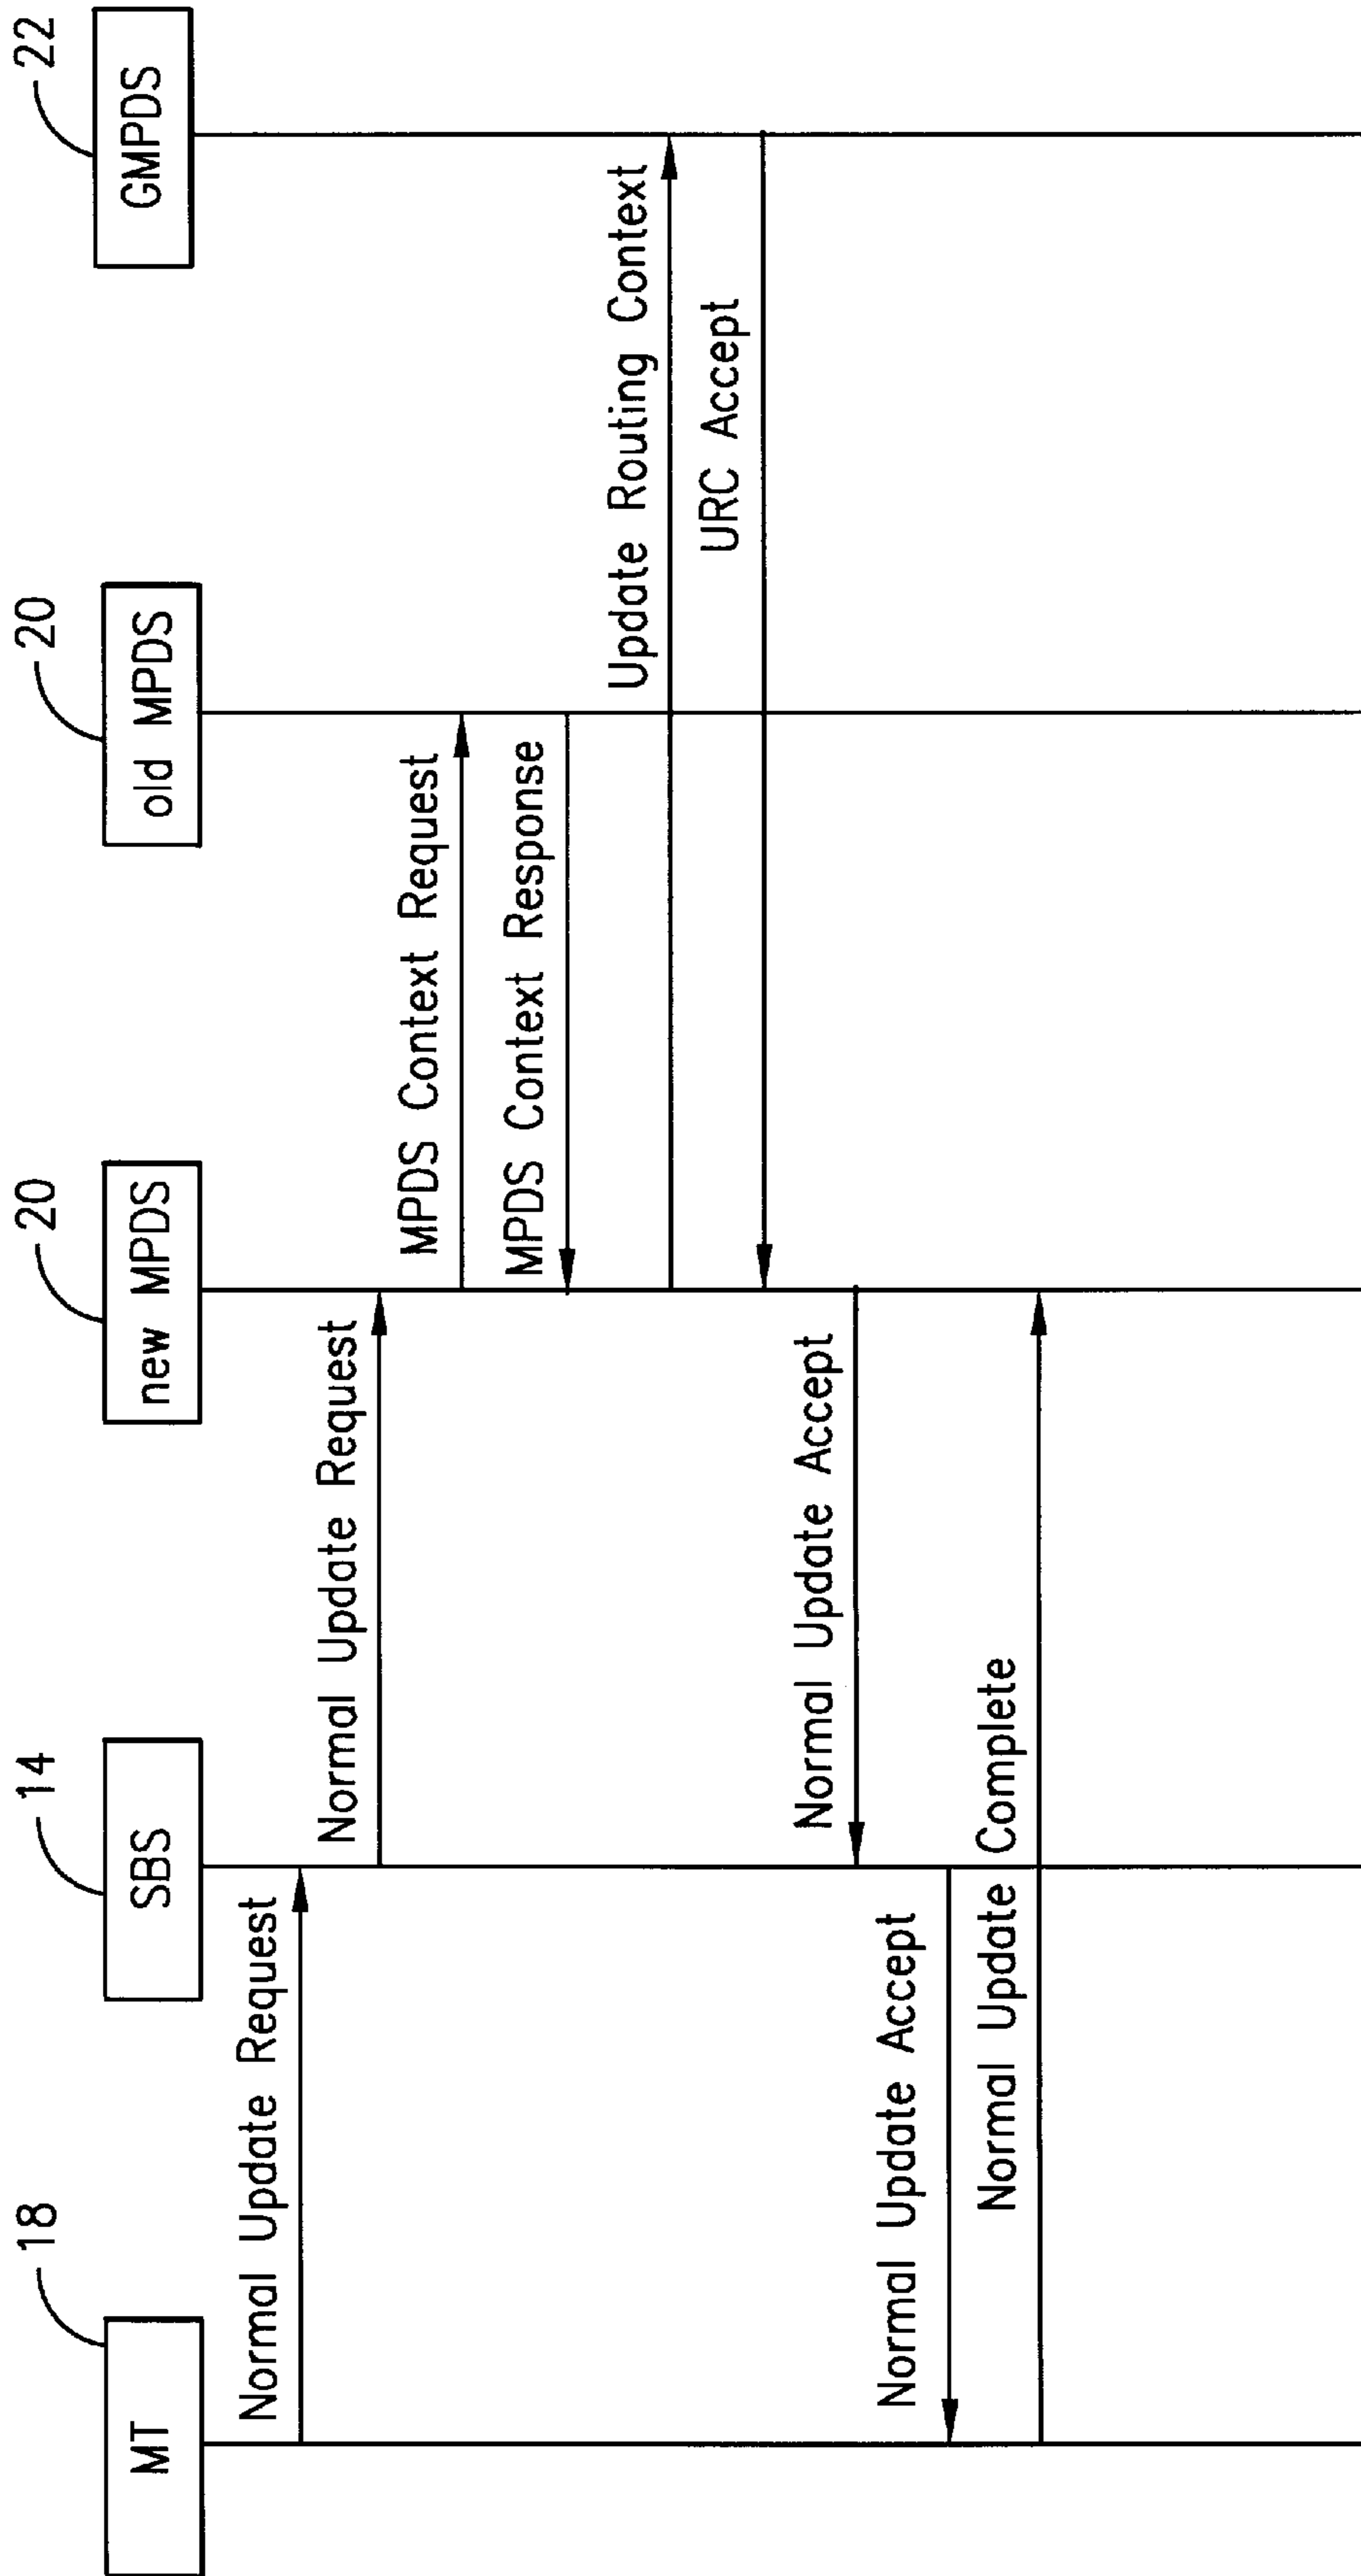 18
14
20
20
22
MT
SBS
new MPDS
old MPDS
GMPDS
Normal Update Request
Normal Update Request
MPDS Context Request
MPDS Context Response
Update Routing Context
URC Accept
Normal Update Accept
Normal Update Accept
Normal Update Complete